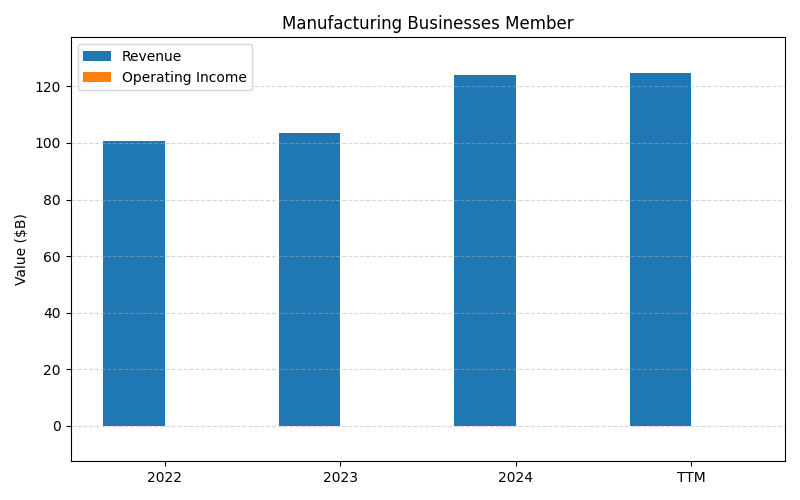 Manufacturing Businesses Member
Revenue
Operating Income
Value ($B)
120
100
80
60
40
20
0
2022
2023
2024
TTM